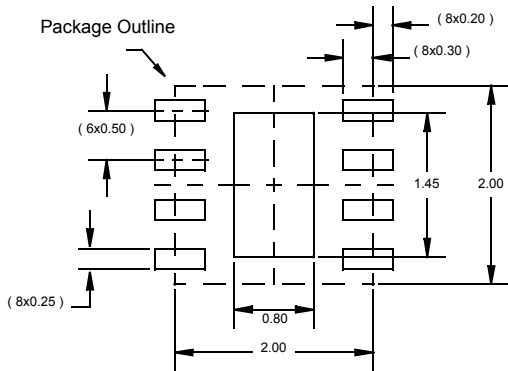 ( 8x0.20 )
Package Outline
( 8x0.30 )
( 6x0.50 )
1.45
2.00
( 8x0.25 )
0.80
2.00